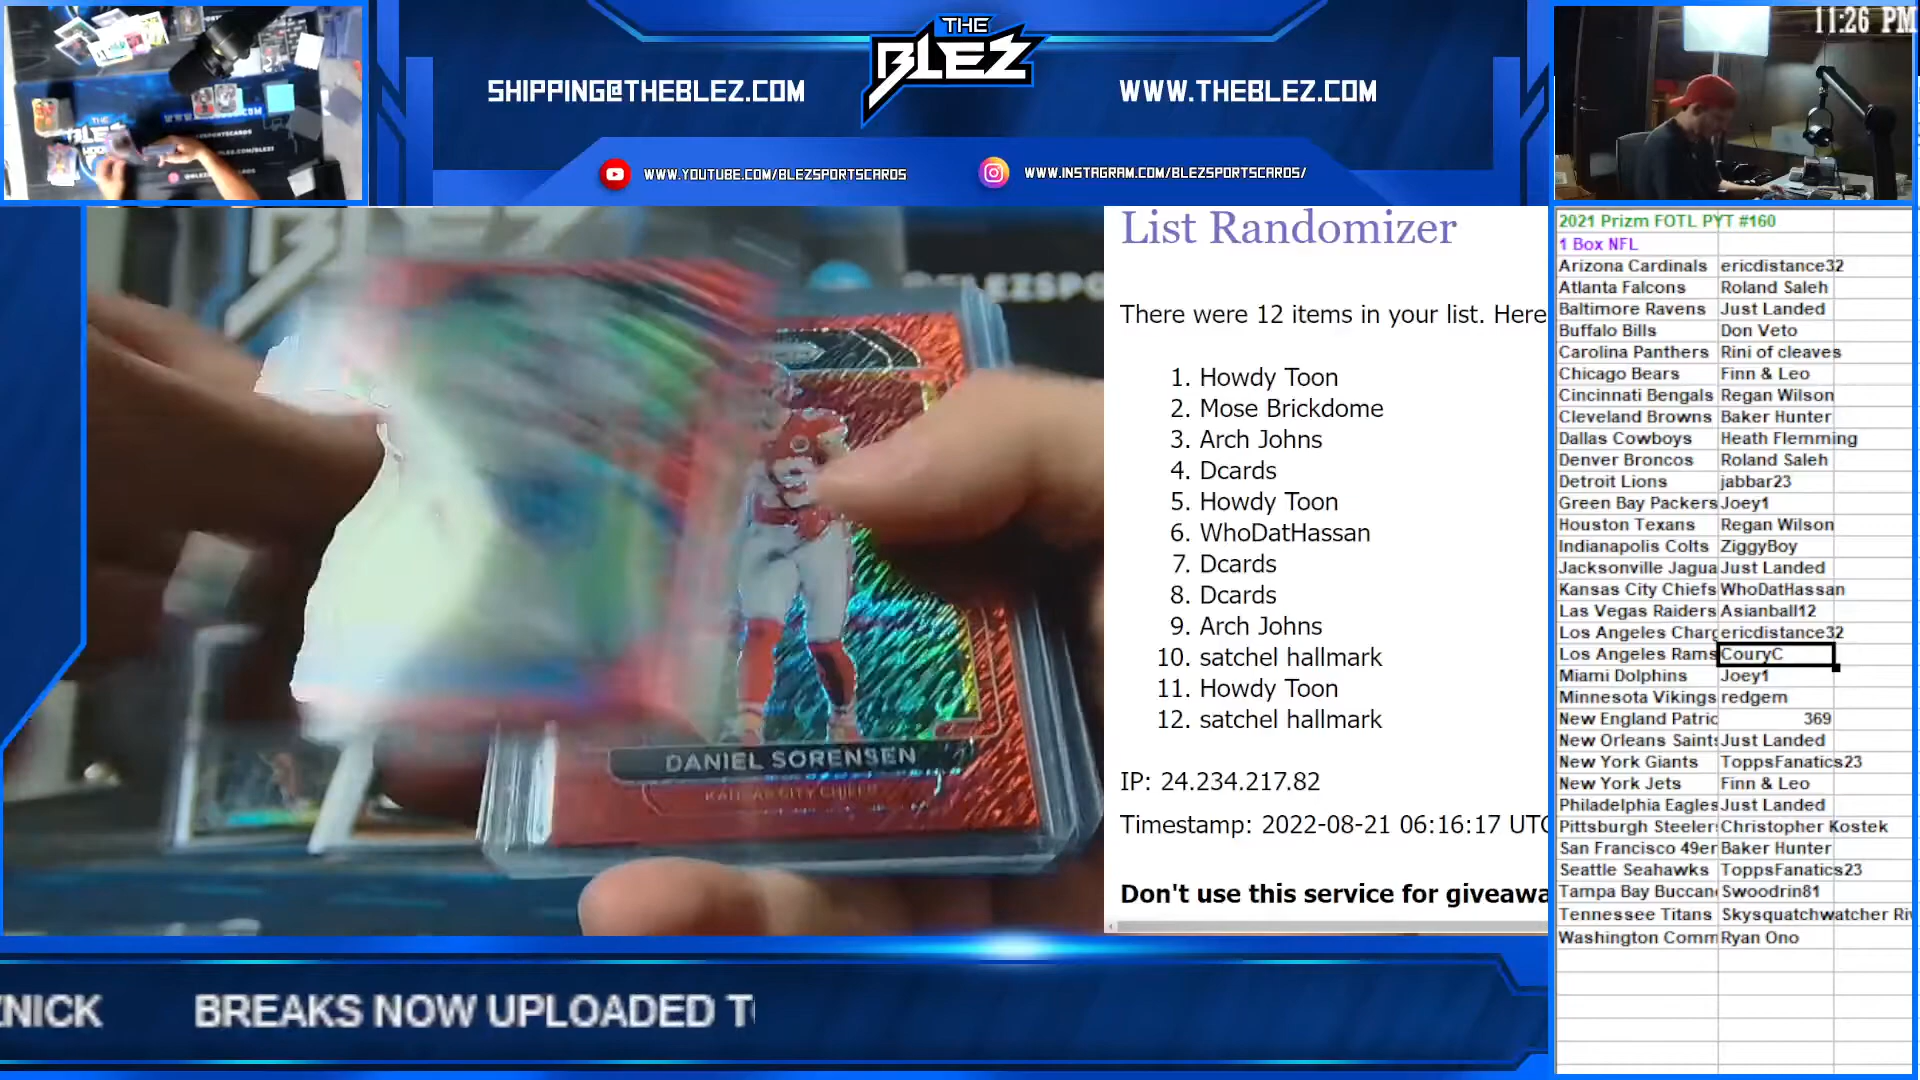 11:26 PM
THE
BLEZ
SHIPPING@THEBLEZ.COM
WWW.THEBLEZ.COM
WWW.YOUTUBE.COM/BLEZSPORTSCARDS
WWW.INSTAGRAM.COM/BLEZSPORTSCARDS/
DANIEL SORENSEN
KANSAS CITY CHIEFS
List Randomizer
There were 12 items in your list. Here
1. Howdy Toon
2. Mose Brickdome
3. Arch Johns
4. Dcards
5. Howdy Toon
6. WhoDatHassan
7. Dcards
8. Dcards
9. Arch Johns
10. satchel hallmark
11. Howdy Toon
12. satchel hallmark
IP: 24.234.217.82
Timestamp: 2022-08-21 06:16:17 UTC
Don't use this service for giveawa
2021 Prizm FOTL PYT #160
1 Box NFL
Arizona Cardinals ericdistance32
Atlanta Falcons Roland Saleh
Baltimore Ravens Just Landed
Buffalo Bills Don Veto
Carolina Panthers Rini of cleaves
Chicago Bears Finn & Leo
Cincinnati Bengals Regan Wilson
Cleveland Browns Baker Hunter
Dallas Cowboys Heath Flemming
Denver Broncos Roland Saleh
Detroit Lions jabbar23
Green Bay Packers Joey1
Houston Texans Regan Wilson
Indianapolis Colts ZiggyBoy
Jacksonville Jagua Just Landed
Kansas City Chiefs WhoDatHassan
Las Vegas Raiders Asianball12
Los Angeles Charg ericdistance32
Los Angeles Rams CouryC
Miami Dolphins Joey1
Minnesota Vikings redgem
New England Patric 369
New Orleans Saints Just Landed
New York Giants ToppsFanatics23
New York Jets Finn & Leo
Philadelphia Eagles Just Landed
Pittsburgh Steelers Christopher Kostek
San Francisco 49er Baker Hunter
Seattle Seahawks ToppsFanatics23
Tampa Bay Buccan Swoodrin81
Tennessee Titans Skysquatchwatcher Riv
Washington Comm Ryan Ono
NICK BREAKS NOW UPLOADED T